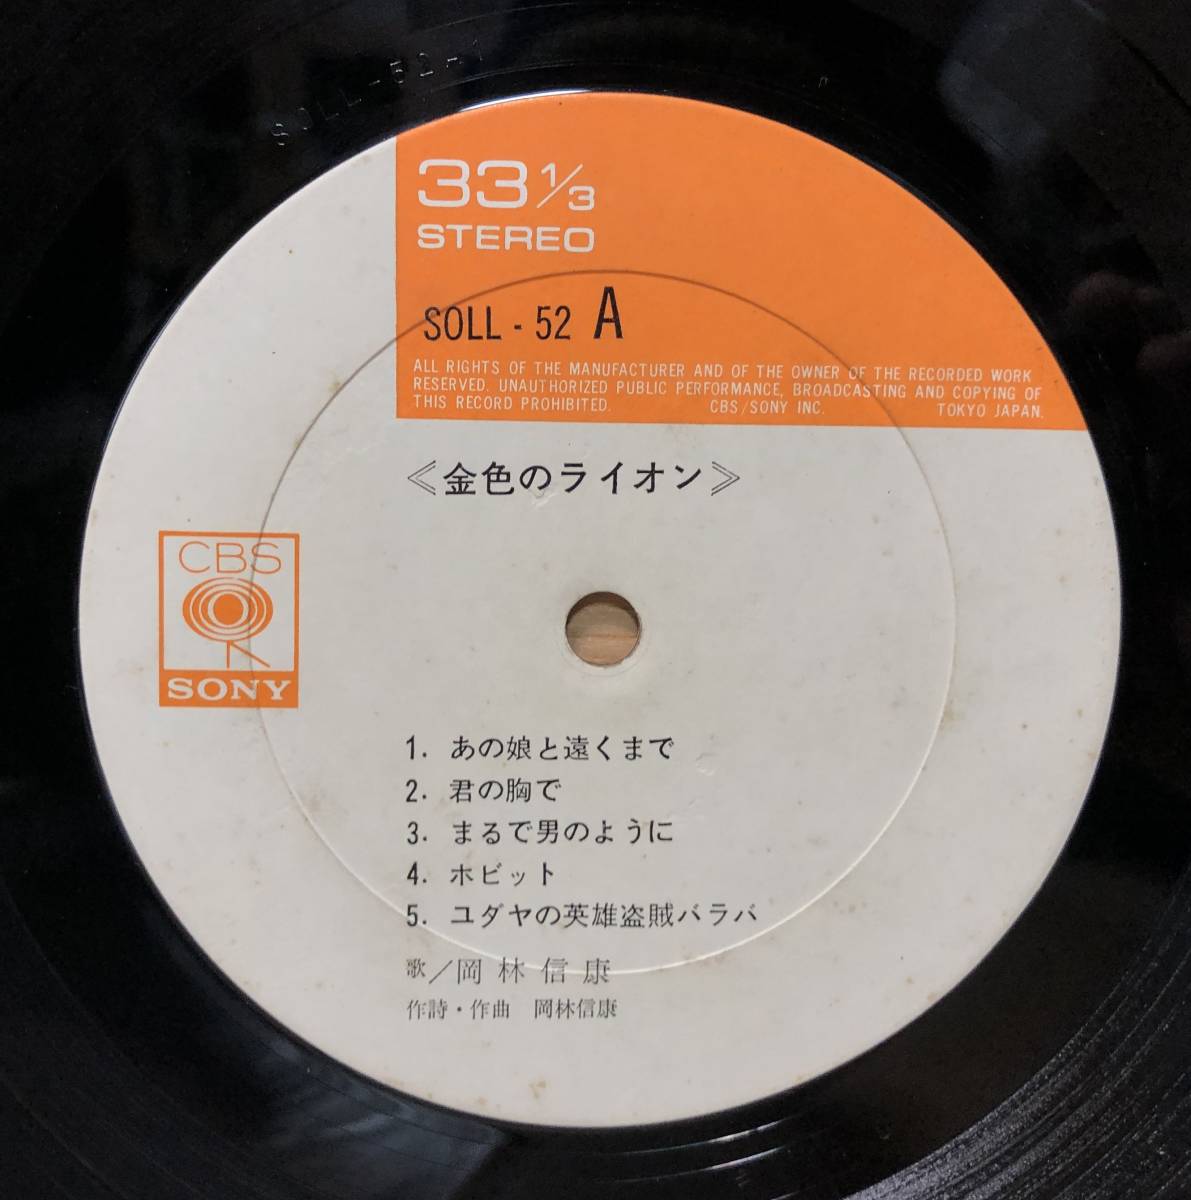 SOLL-52-1
33 1/3
STEREO
SOLL - 52 A
ALL RIGHTS OF THE MANUFACTURER AND OF THE OWNER OF THE RECORDED WORK
RESERVED. UNAUTHORIZED PUBLIC PERFORMANCE, BROADCASTING AND COPYING OF
THIS RECORD PROHIBITED. CBS/SONY INC. TOKYO JAPAN.
≪金色のライオン≫
CBS
SONY
1. あの娘と遠くまで
2. 君の胸で
3. まるで男のように
4. ホビット
5. ユダヤの英雄盗賊バラバ
歌/岡林信康
作詩・作曲 岡林信康